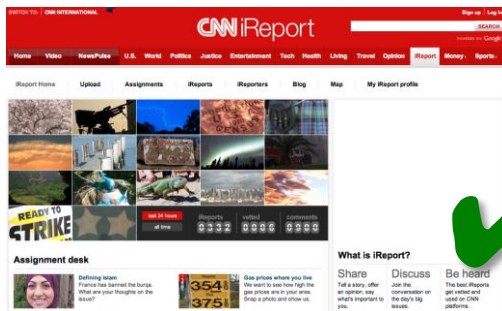 SWITCH TO: CNN INTERNATIONAL
Sign up Log In
CNN iReport
SEARCH
Google
Home Video NewsPulse U.S. World Politics Justice Entertainment Tech Health Living Travel Opinion iReport Money Sports
iReport Home Upload Assignments iReports iReporters Blog Map My iReport profile
CENSUS
READY TO
STRIKE
last 24 hours
all time
iReports vetted comments
Assignment desk
Defining Islam
France has banned the burqa.
What are your thoughts on the
issue?
354
375
Gas prices where you live
We want to see how high the
gas prices are in your area.
Snap a photo and show us.
What is iReport?
Share
Tell a story, offer
an opinion, say
what's important to
you.
Discuss
Join the
conversation on
the day's big
issues.
Be heard
The best iReports
get vetted and
used on CNN
platforms.